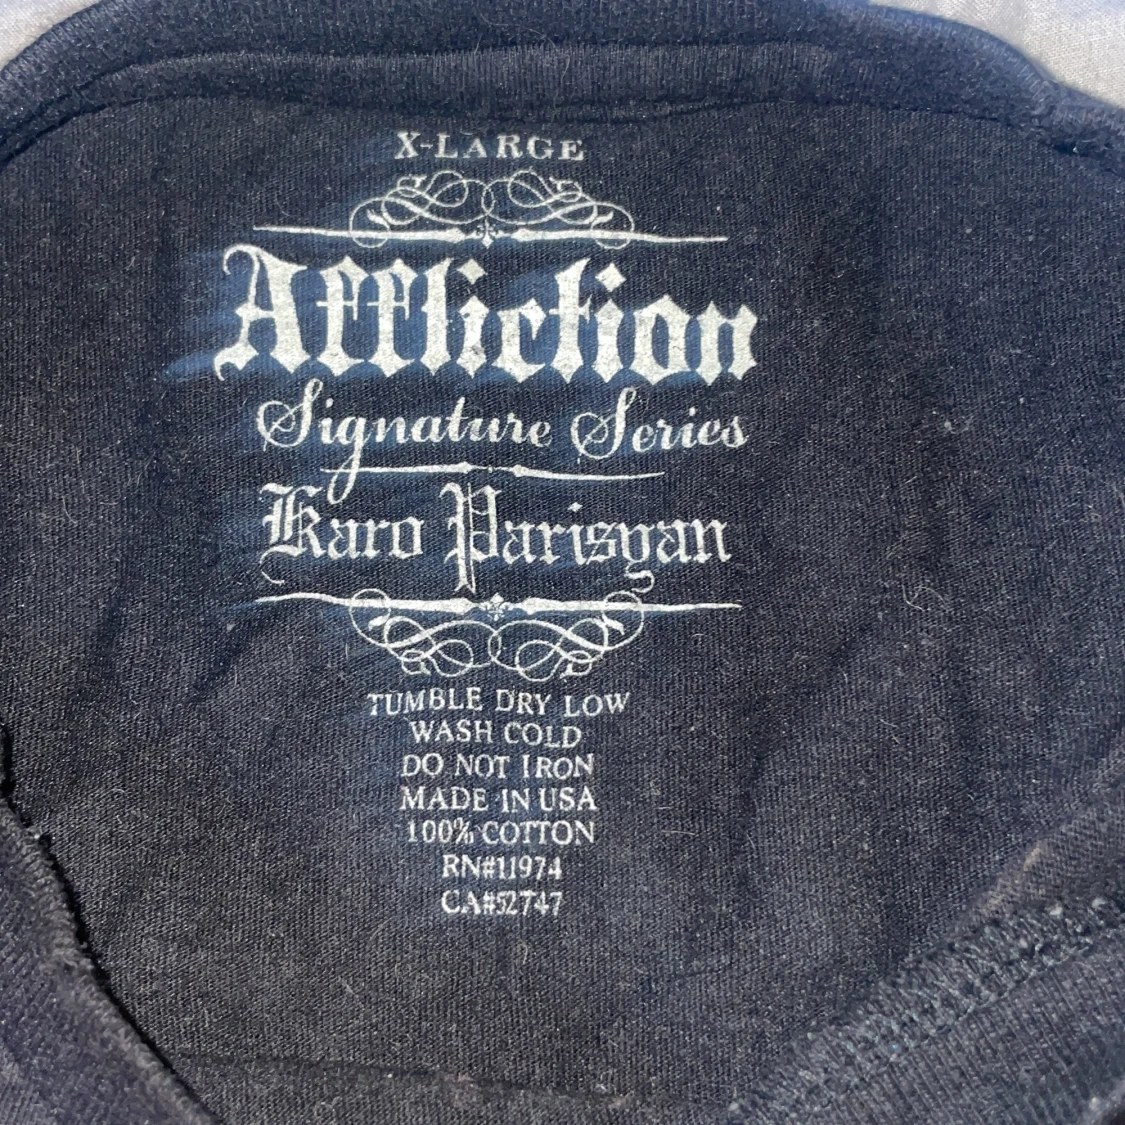 X-LARGE
Affliction
Signature Series
Karo Parisyan
TUMBLE DRY LOW
WASH COLD
DO NOT IRON
MADE IN USA
100% COTTON
RN#11974
CA#52747